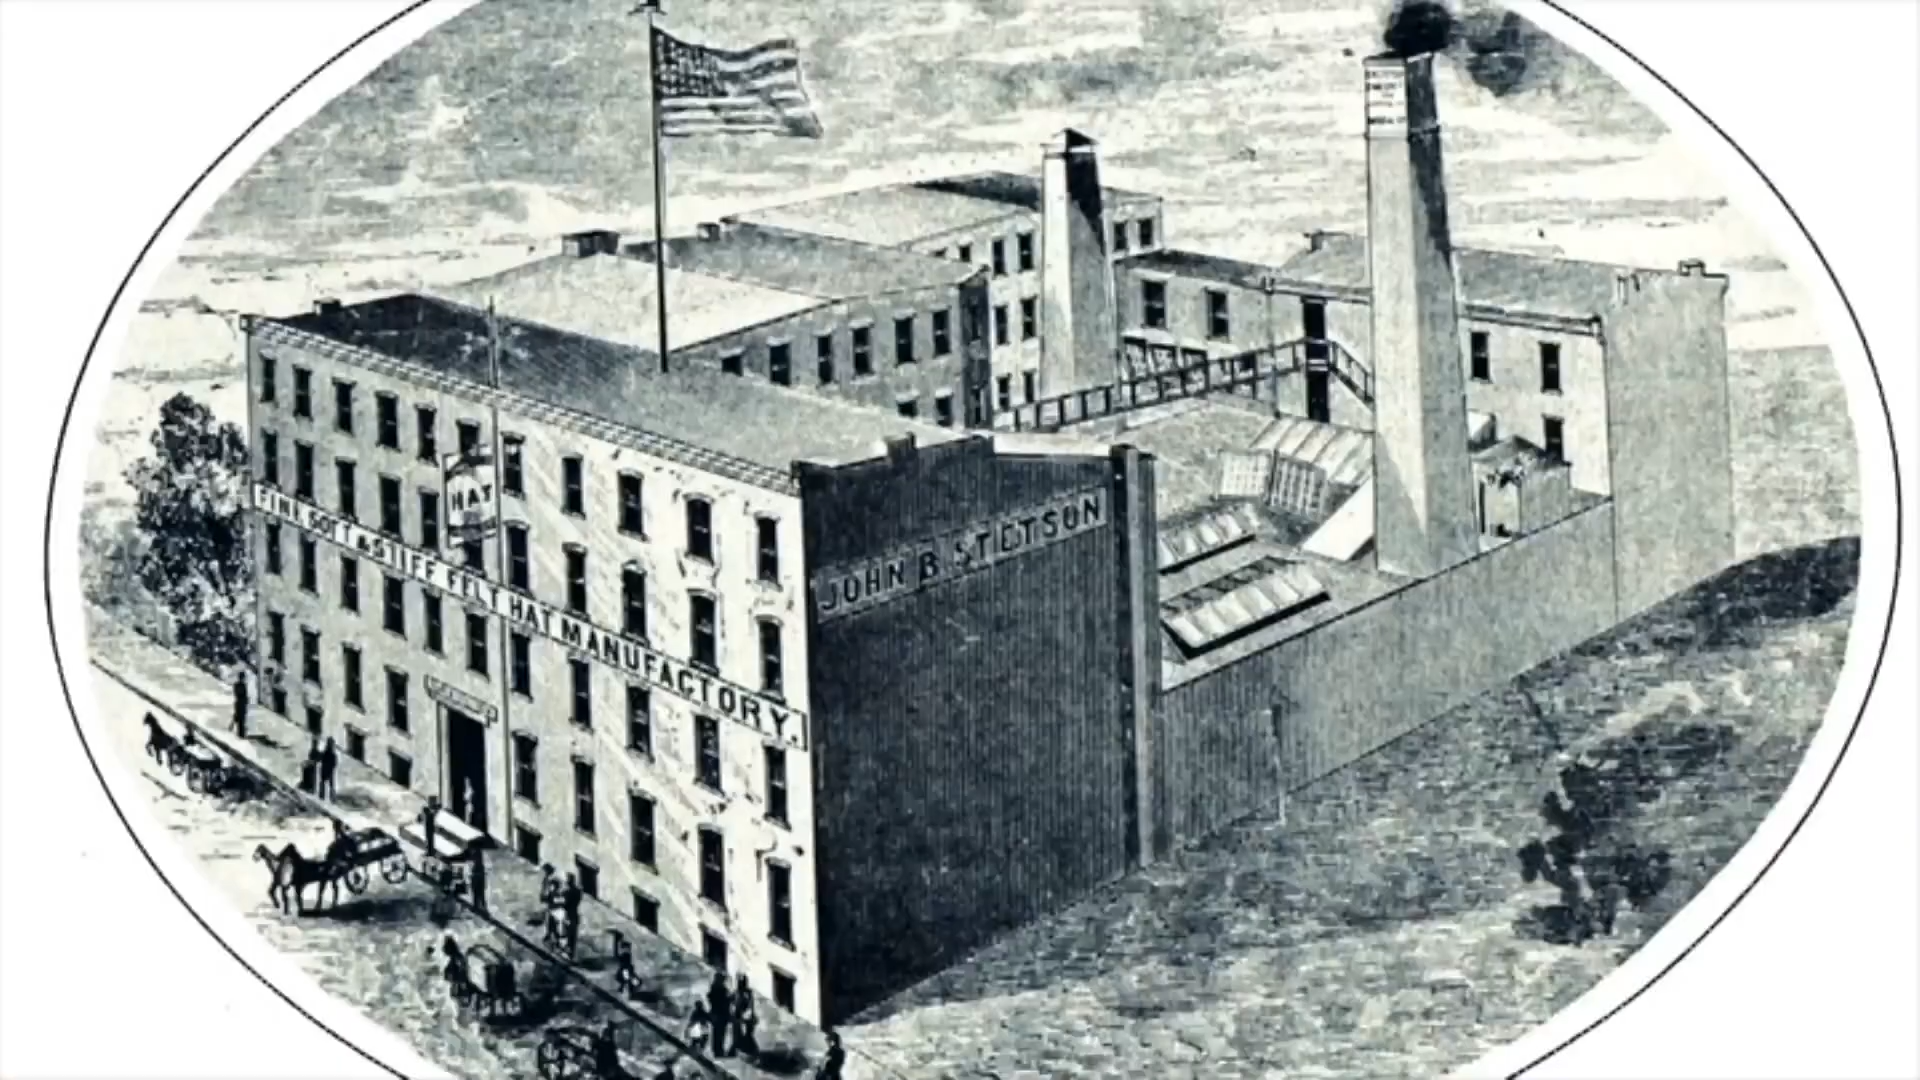 HAT
FINE SOFT & STIFF FELT HAT MANUFACTORY.
JOHN B. STETSON